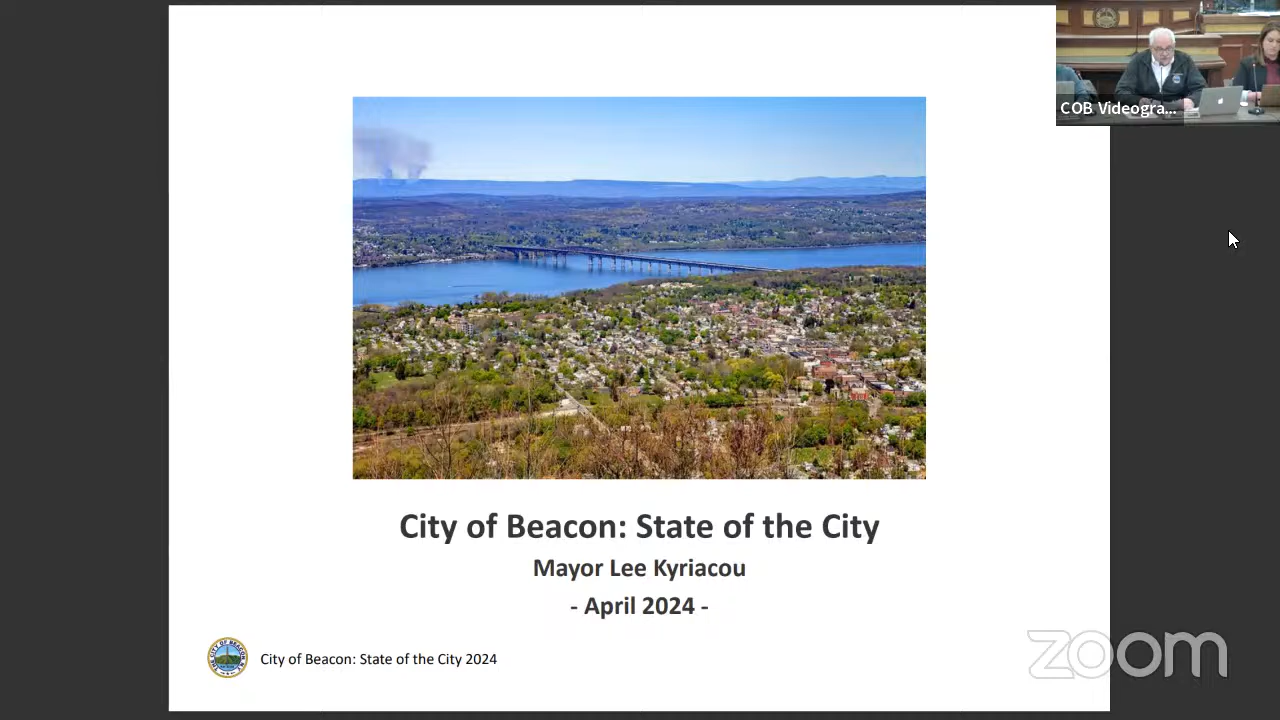 COB Videogra...
City of Beacon: State of the City
Mayor Lee Kyriacou
- April 2024 -
City of Beacon: State of the City 2024
zoom